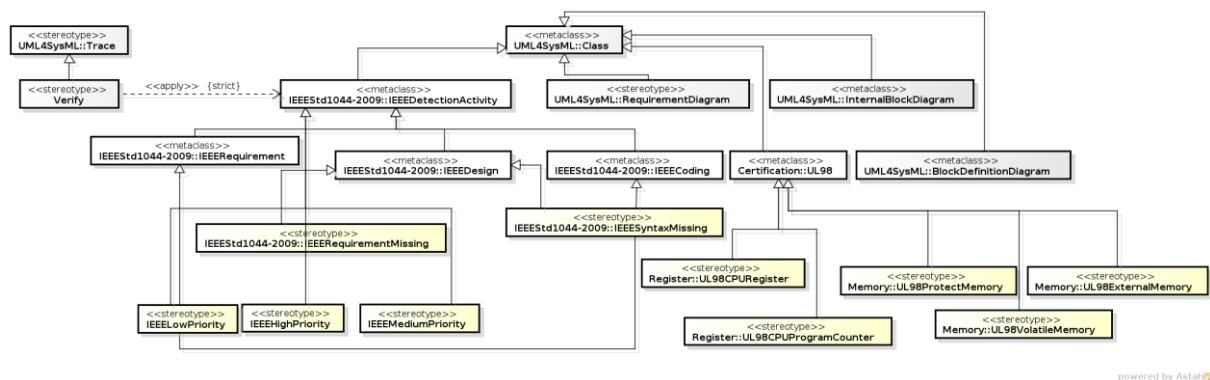 <<stereotype>>
UML4SysML::Trace
<<metaclass>>
UML4SysML::Class
<<stereotype>>
Verify
<<apply>> {strict}
<<metaclass>>
IEEEStd1044-2009::IEEEDetectionActivity
<<stereotype>>
UML4SysML::RequirementDiagram
<<metaclass>>
UML4SysML::InternalBlockDiagram
<<metaclass>>
IEEEStd1044-2009::IEEERequirement
<<metaclass>>
IEEEStd1044-2009::IEEEDesign
<<metaclass>>
IEEEStd1044-2009::IEEECoding
<<metaclass>>
Certification::UL98
<<metaclass>>
UML4SysML::BlockDefinitionDiagram
<<stereotype>>
IEEEStd1044-2009::IEEERequirementMissing
<<stereotype>>
IEEEStd1044-2009::IEEESyntaxMissing
<<stereotype>>
Register::UL98CPURegister
<<stereotype>>
Memory::UL98ProtectMemory
<<stereotype>>
Memory::UL98ExternalMemory
<<stereotype>>
IEEELowPriority
<<stereotype>>
IEEEHighPriority
<<stereotype>>
IEEEMediumPriority
<<stereotype>>
Register::UL98CPUProgramCounter
<<stereotype>>
Memory::UL98VolatileMemory
powered by Astah